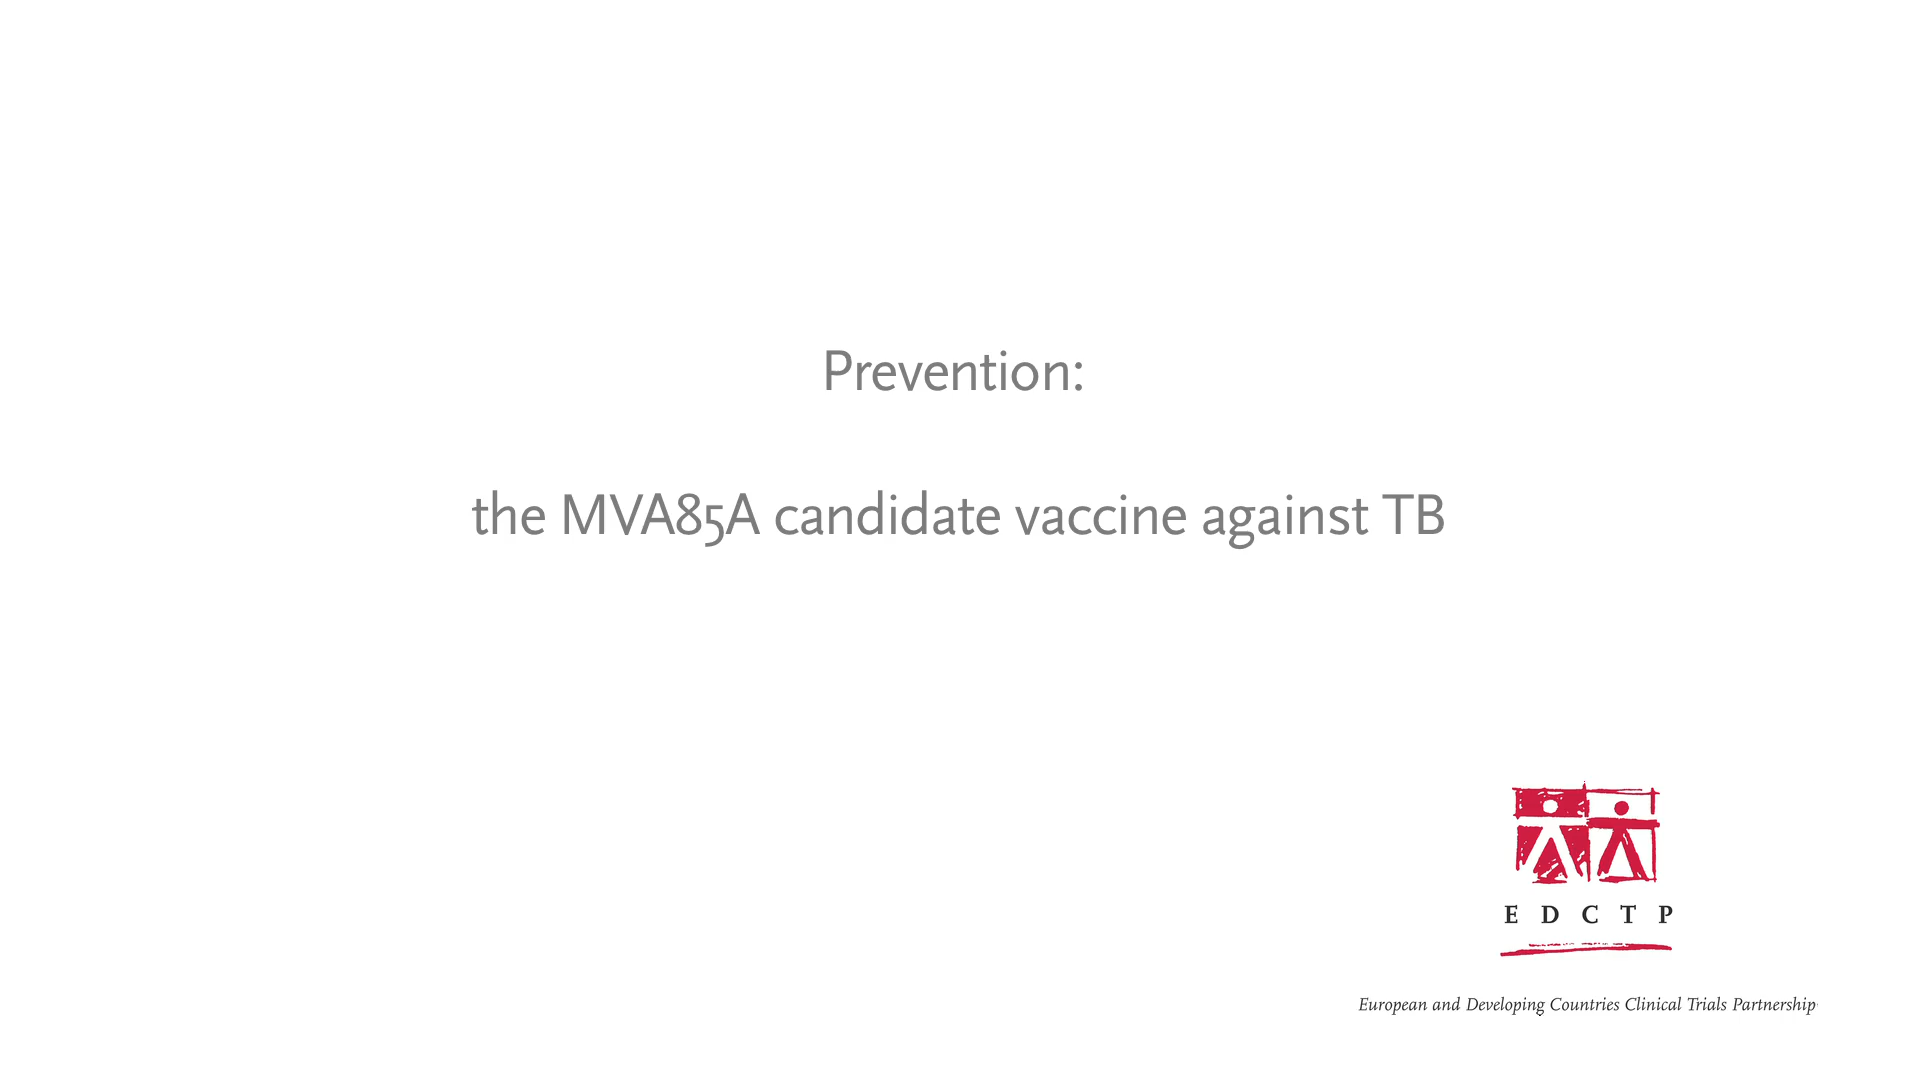 Prevention:
the MVA85A candidate vaccine against TB
E D C T P
European and Developing Countries Clinical Trials Partnership